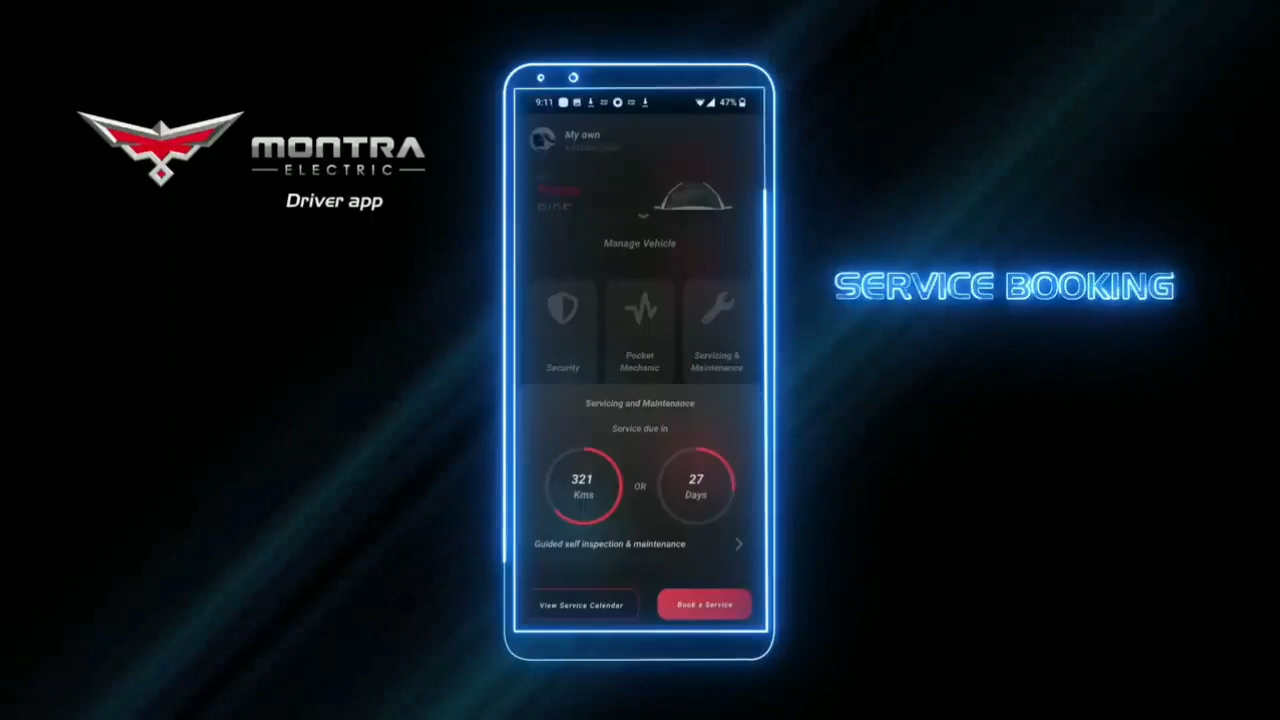 MONTRA
ELECTRIC
Driver app
9:11
47%
My own
RIDE
Manage Vehicle
Security
Pocket
Mechanic
Servicing &
Maintenance
Servicing and Maintenance
Service due in
321
Kms
OR
27
Days
Guided self inspection & maintenance
View Service Calendar
Book a Service
SERVICE BOOKING